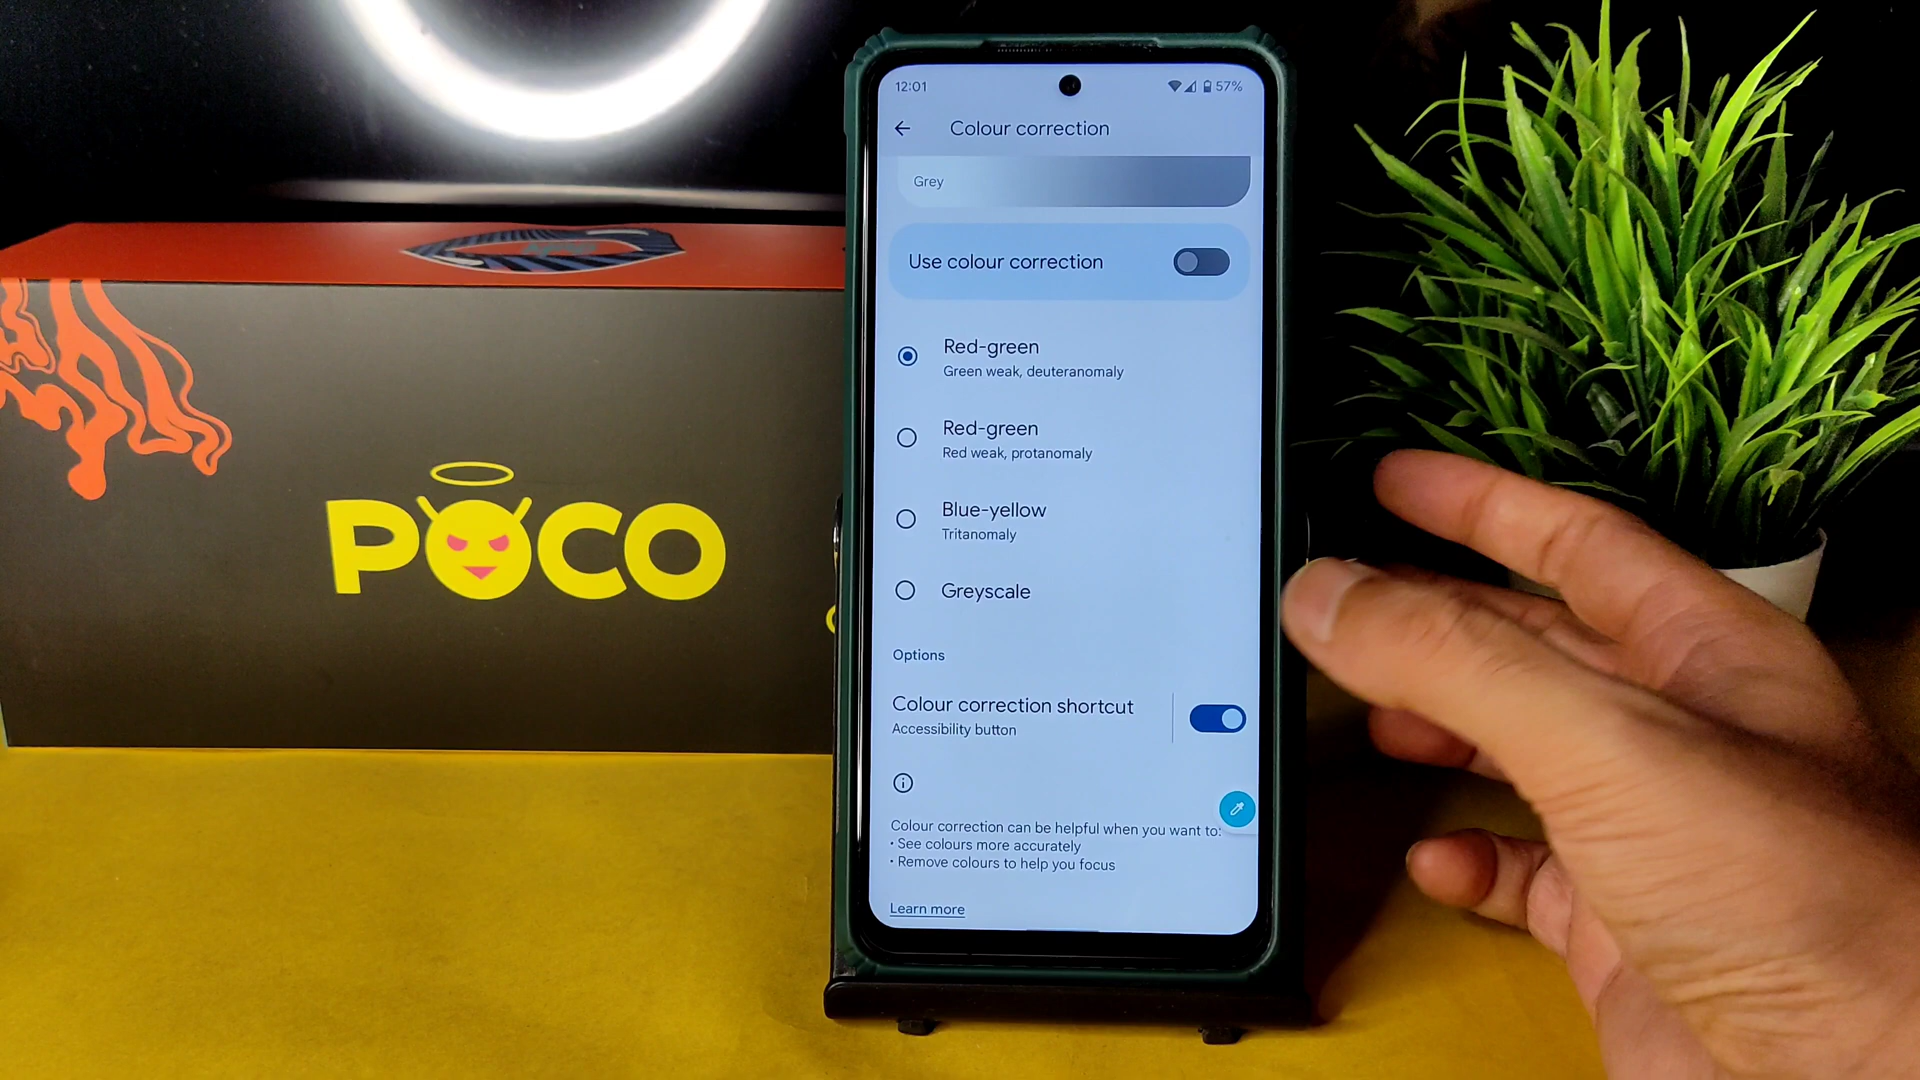 12:01
57%
Colour correction
Grey
Use colour correction
Red-green
Green weak, deuteranomaly
Red-green
Red weak, protanomaly
Blue-yellow
Tritanomaly
Greyscale
Options
Colour correction shortcut
Accessibility button
Colour correction can be helpful when you want to:
• See colours more accurately
• Remove colours to help you focus
Learn more
POCO